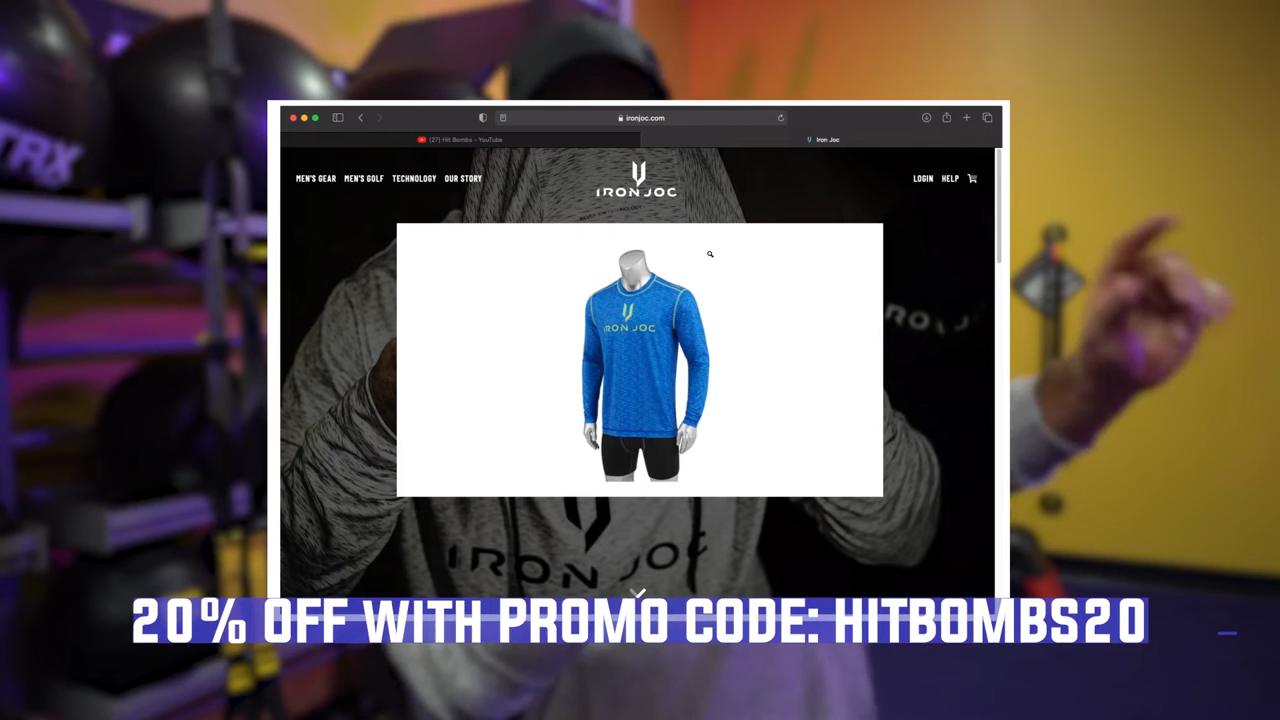 TRX
ironjoc.com
(27) Hit Bombs - YouTube
Iron Joc
MEN'S GEAR MEN'S GOLF TECHNOLOGY OUR STORY
IRON JOC
LOGIN HELP
IRON JOC
IRON JOC
20% OFF WITH PROMO CODE: HITBOMBS20